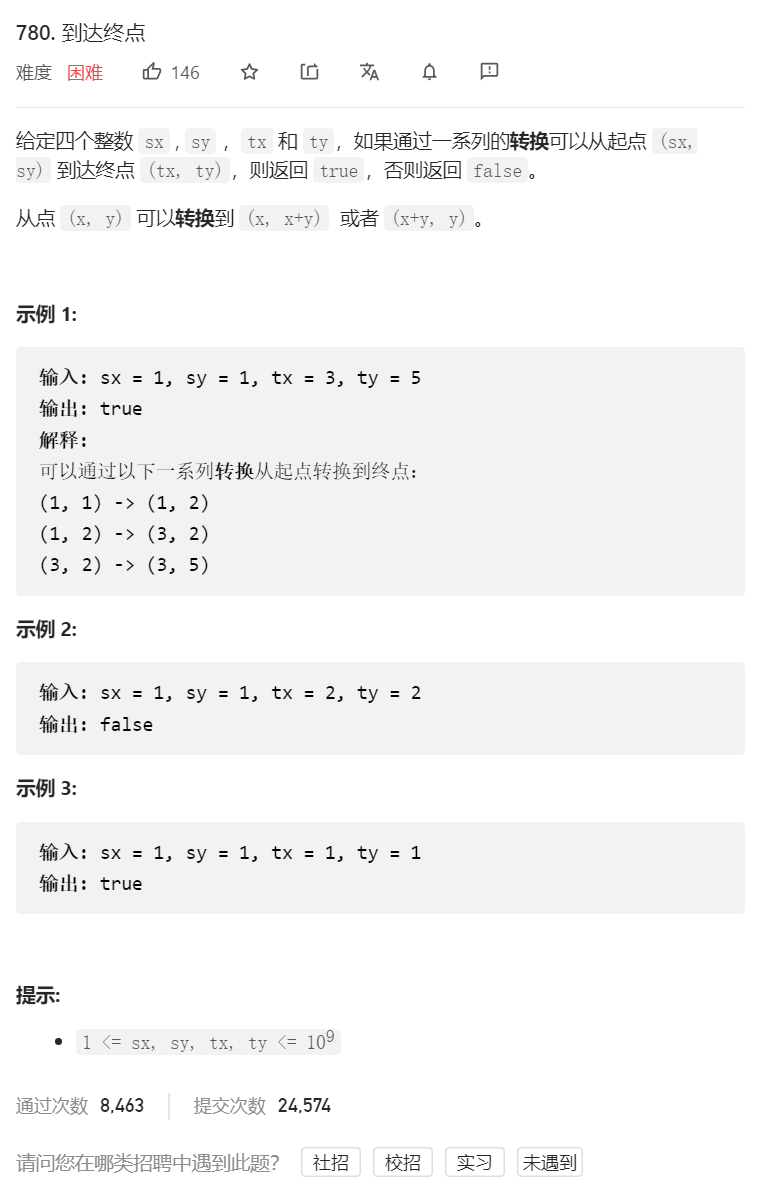 780. 到达终点
难度 困难 146
给定四个整数 sx , sy , tx 和 ty，如果通过一系列的转换可以从起点 (sx,
sy) 到达终点 (tx, ty)，则返回 true，否则返回 false。
从点 (x, y) 可以转换到 (x, x+y) 或者 (x+y, y)。
示例 1:
输入: sx = 1, sy = 1, tx = 3, ty = 5
输出: true
解释:
可以通过以下一系列转换从起点转换到终点:
(1, 1) -> (1, 2)
(1, 2) -> (3, 2)
(3, 2) -> (3, 5)
示例 2:
输入: sx = 1, sy = 1, tx = 2, ty = 2
输出: false
示例 3:
输入: sx = 1, sy = 1, tx = 1, ty = 1
输出: true
提示:
• 1 <= sx, sy, tx, ty <= 10⁹
通过次数 8,463 提交次数 24,574
请问您在哪类招聘中遇到此题？ 社招 校招 实习 未遇到